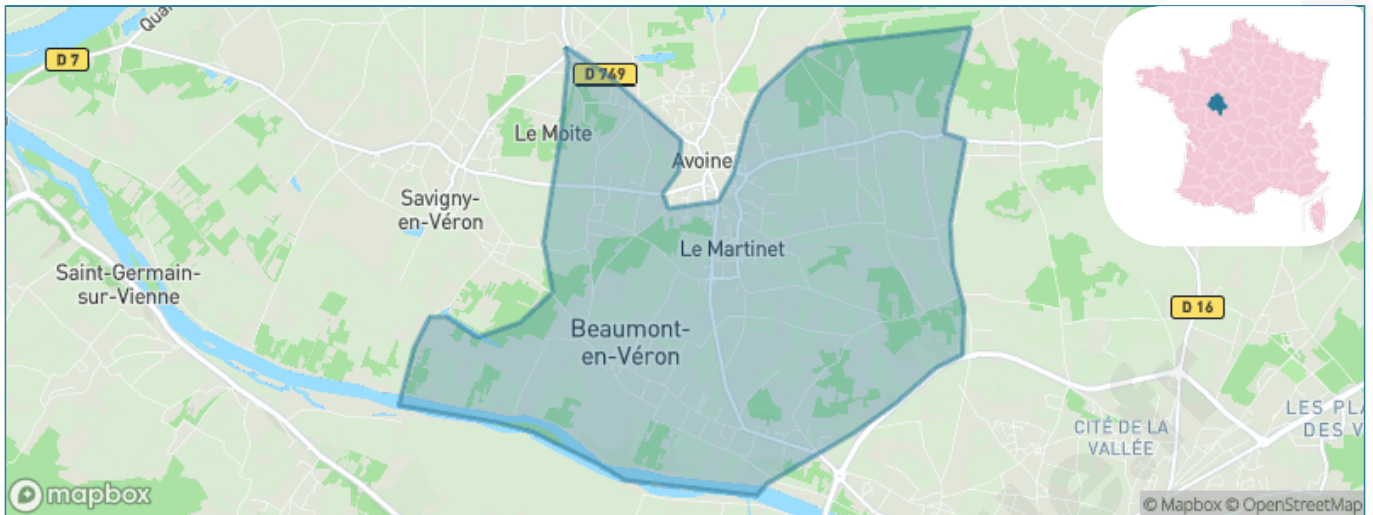 Qua
D 7
D 749
Le Moite
Avoine
Savigny-
en-Véron
Le Martinet
Saint-Germain-
sur-Vienne
Beaumont-
en-Véron
D 16
LES PLA
DES V
CITÉ DE LA
VALLÉE
mapbox
© Mapbox © OpenStreetMap